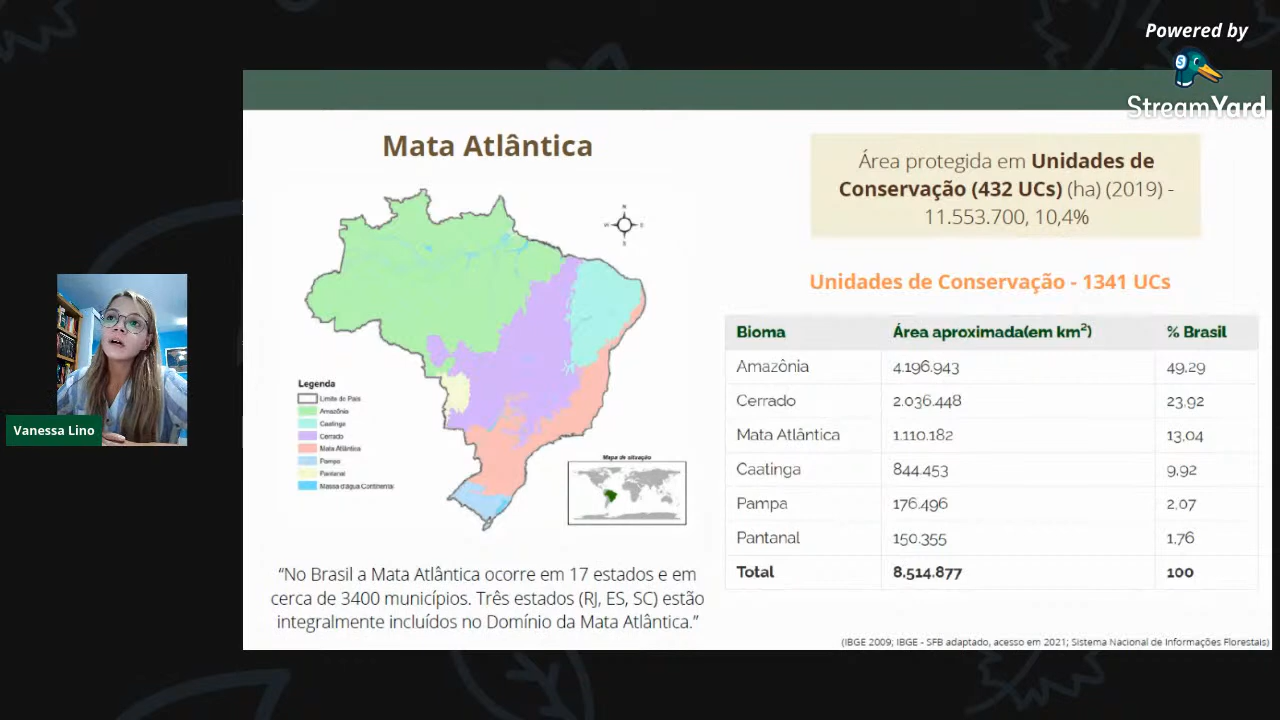 Powered by
StreamYard
Mata Atlântica
Área protegida em Unidades de
Conservação (432 UCs) (ha) (2019) -
11.553.700, 10,4%
Unidades de Conservação - 1341 UCs
Bioma Área aproximada(em km²) % Brasil
Amazônia 4.196.943 49,29
Cerrado 2.036.448 23,92
Mata Atlântica 1.110.182 13,04
Caatinga 844.453 9,92
Pampa 176.496 2,07
Pantanal 150.355 1,76
Total 8.514.877 100
N
S
Legenda
Limite do País
Amazônia
Caatinga
Cerrado
Mata Atlântica
Pampa
Pantanal
Massa d'água Continental
Mapa de situação
Vanessa Lino
“No Brasil a Mata Atlântica ocorre em 17 estados e em
cerca de 3400 municípios. Três estados (RJ, ES, SC) estão
integralmente incluídos no Domínio da Mata Atlântica.”
(IBGE 2009; IBGE - SFB adaptado, acesso em 2021; Sistema Nacional de Informações Florestais)